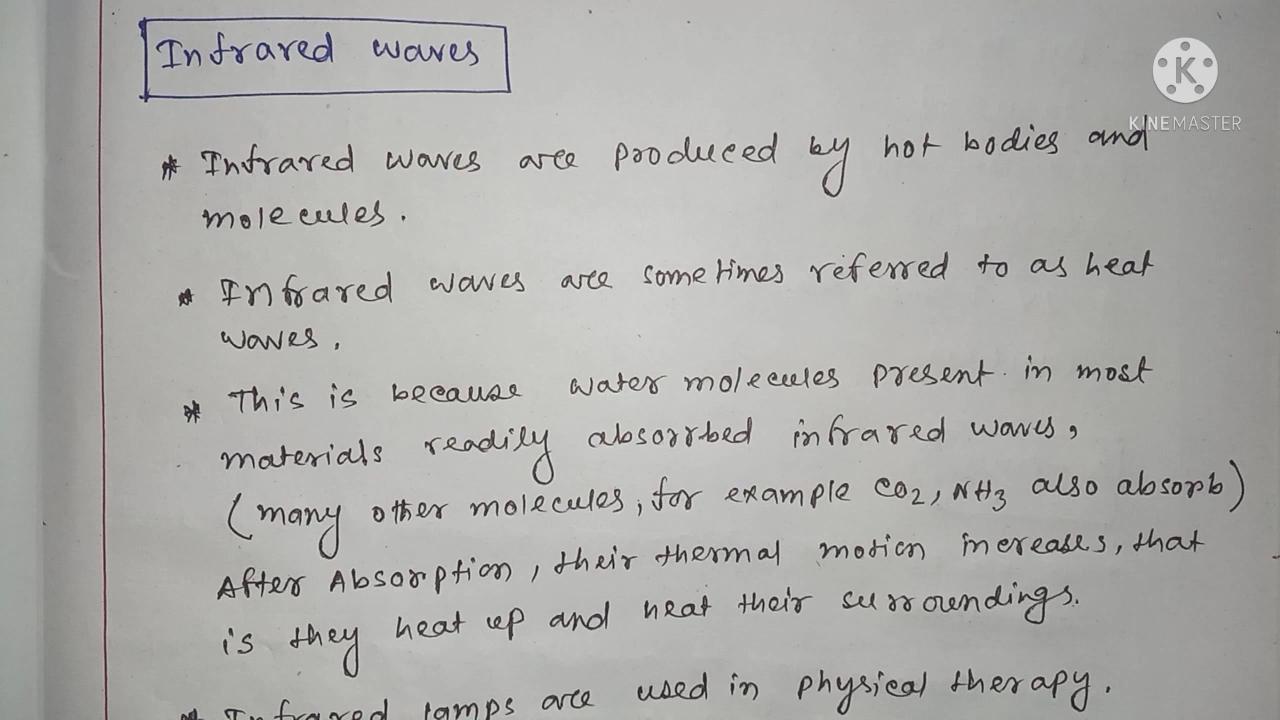 Infrared waves
K
KINEMASTER
* Infrared waves are produced by hot bodies and
molecules.
* Infrared waves are sometimes referred to as heat
waves.
* This is because water molecules present in most
materials readily absorbed infrared waves,
(many other molecules, for example CO2, NH3 also absorb)
After Absorption, their thermal motion increases, that
is they heat up and heat their surroundings.
* Infrared lamps are used in physical therapy.